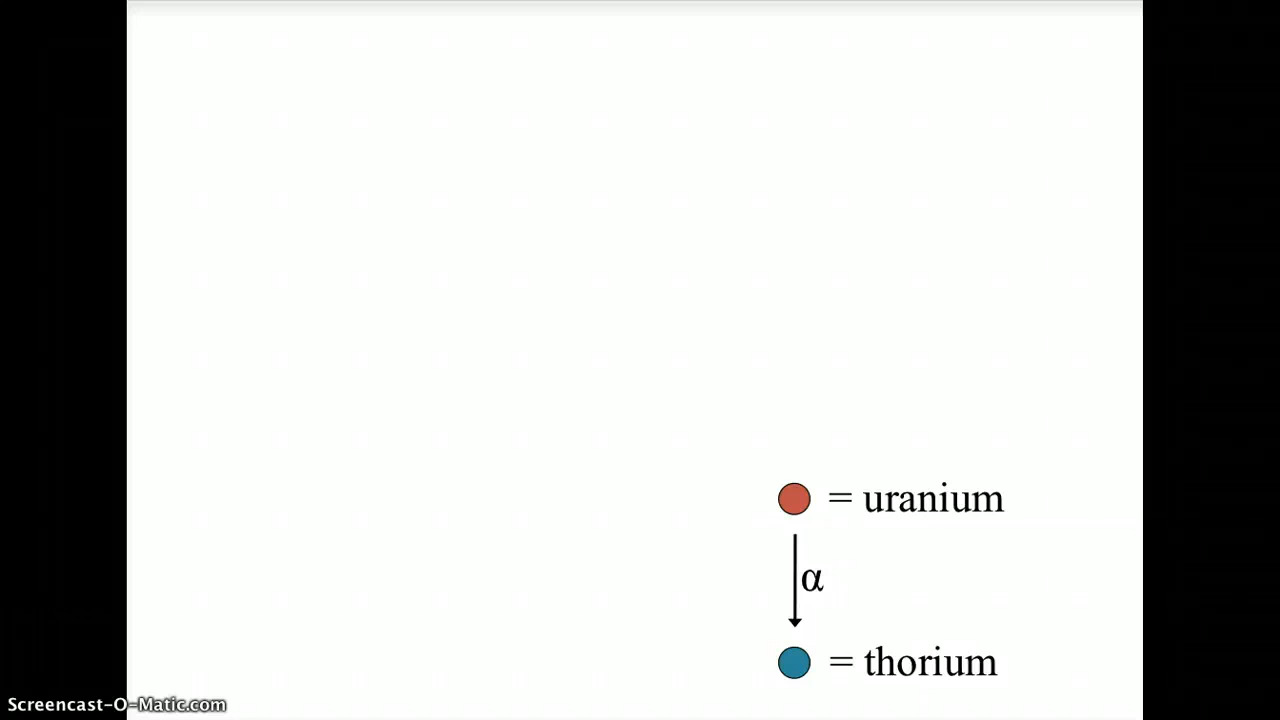 = uranium
α
= thorium
Screencast-O-Matic.com